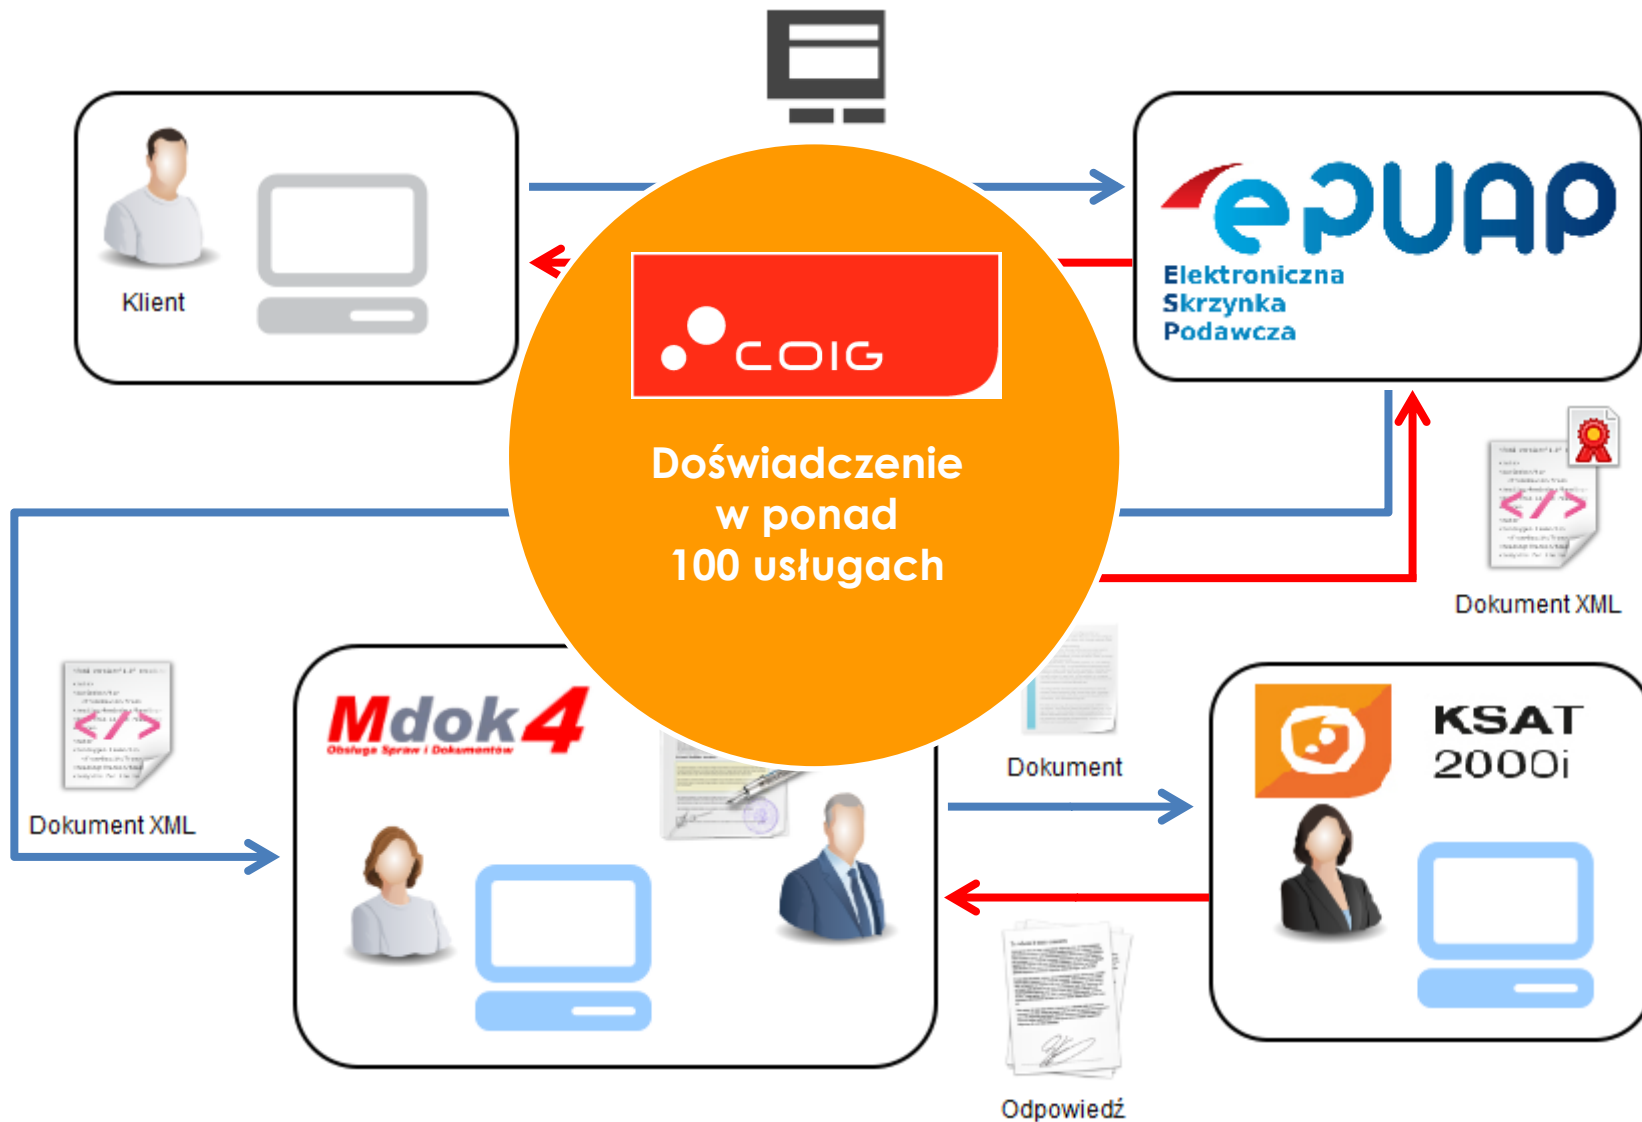 Klient
ePUAP
Elektroniczna
Skrzynka
Podawcza
COIG
Doświadczenie
w ponad
100 usługach
Dokument XML
Dokument XML
Mdok4
Obsługa Spraw i Dokumentów
Dokument
KSAT
2000i
Odpowiedź